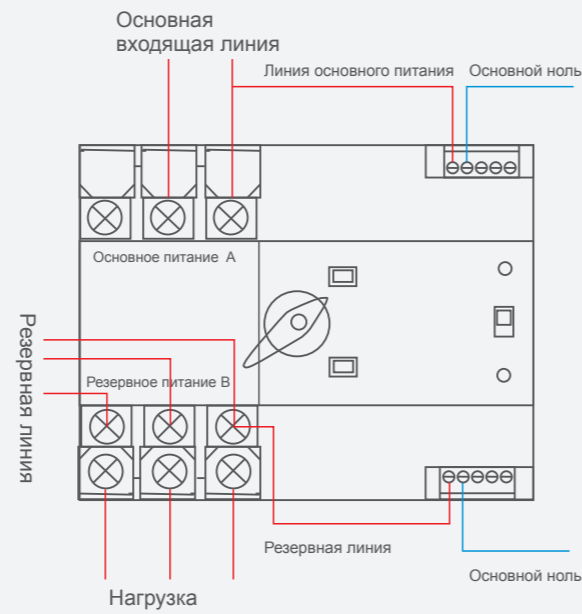 Основная
входящая линия
Линия основного питания
Основной ноль
Основное питание A
Резервная линия
Резервное питание B
Резервная линия
Основной ноль
Нагрузка